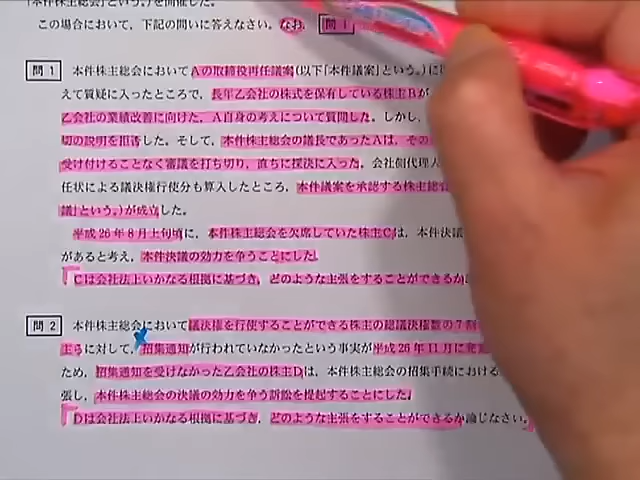 本件株主総会」という。)を開催した。
この場合において、下記の問いに答えなさい。なお、問1
問1 本件株主総会においてAの取締役再任議案(以下「本件議案」という。)に
えて質疑に入ったところで、長年乙会社の株式を保有している株主Bが
乙会社の業績改善に向けた、A自身の考えについて質問した。しかし、
切の説明を拒否した。そして、本件株主総会の議長であったAは、その
受け付けることなく審議を打ち切り、直ちに採決に入った。会社側代理人
任状による議決権行使分も算入したところ、本件議案を承認する株主総
議」という。)が成立した。
平成26年8月上旬頃に、本件株主総会を欠席していた株主Cは、本件決議
があると考え、本件決議の効力を争うことにした。
「Cは会社法上いかなる根拠に基づき、どのような主張をすることができるか
問2 本件株主総会において議決権を行使することができる株主の総議決権数の7割
主らに対して、招集通知が行われていなかったという事実が平成26年11月に発
ため、招集通知を受けなかった乙会社の株主Dは、本件株主総会の招集手続における
張し、本件株主総会の決議の効力を争う訴訟を提起することにした。
「Dは会社法上いかなる根拠に基づき、どのような主張をすることができるか論じなさい。」